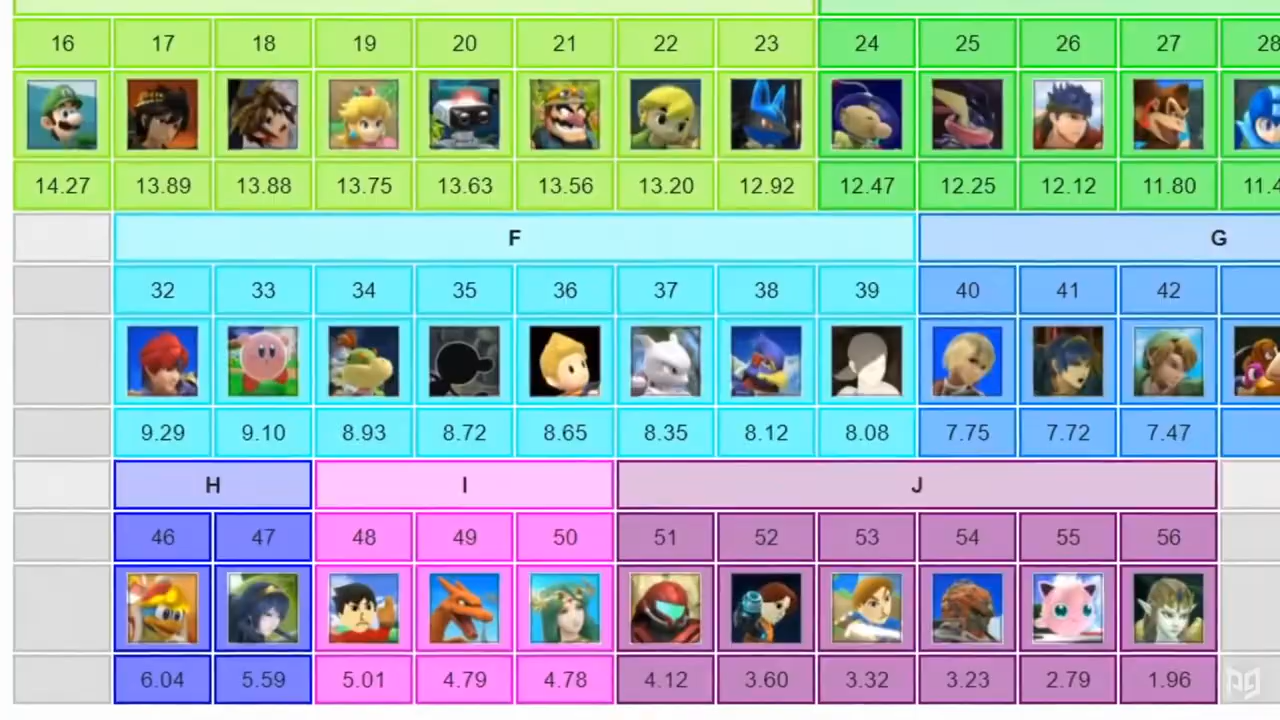 16 17 18 19 20 21 22 23 24 25 26 27 28
14.27 13.89 13.88 13.75 13.63 13.56 13.20 12.92 12.47 12.25 12.12 11.80 11.4
F G
32 33 34 35 36 37 38 39 40 41 42
9.29 9.10 8.93 8.72 8.65 8.35 8.12 8.08 7.75 7.72 7.47
H I J
46 47 48 49 50 51 52 53 54 55 56
6.04 5.59 5.01 4.79 4.78 4.12 3.60 3.32 3.23 2.79 1.96
pg